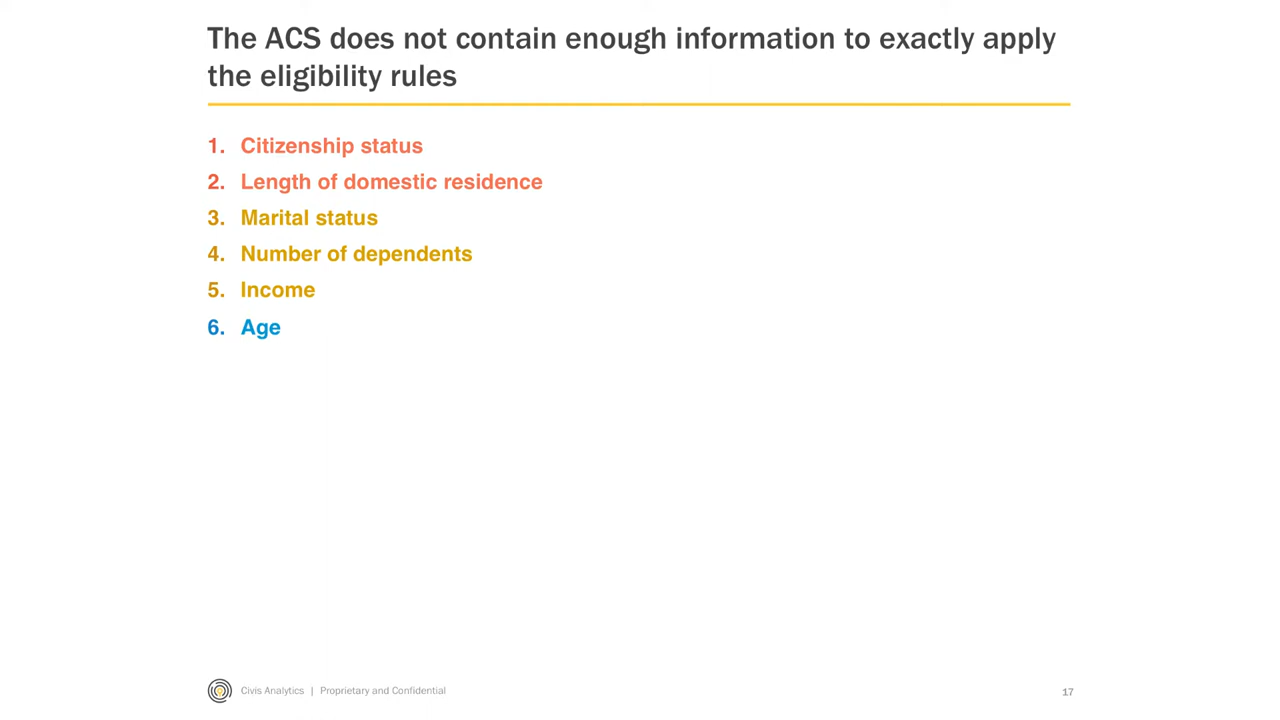 The ACS does not contain enough information to exactly apply
the eligibility rules
1. Citizenship status
2. Length of domestic residence
3. Marital status
4. Number of dependents
5. Income
6. Age
Civis Analytics | Proprietary and Confidential
17